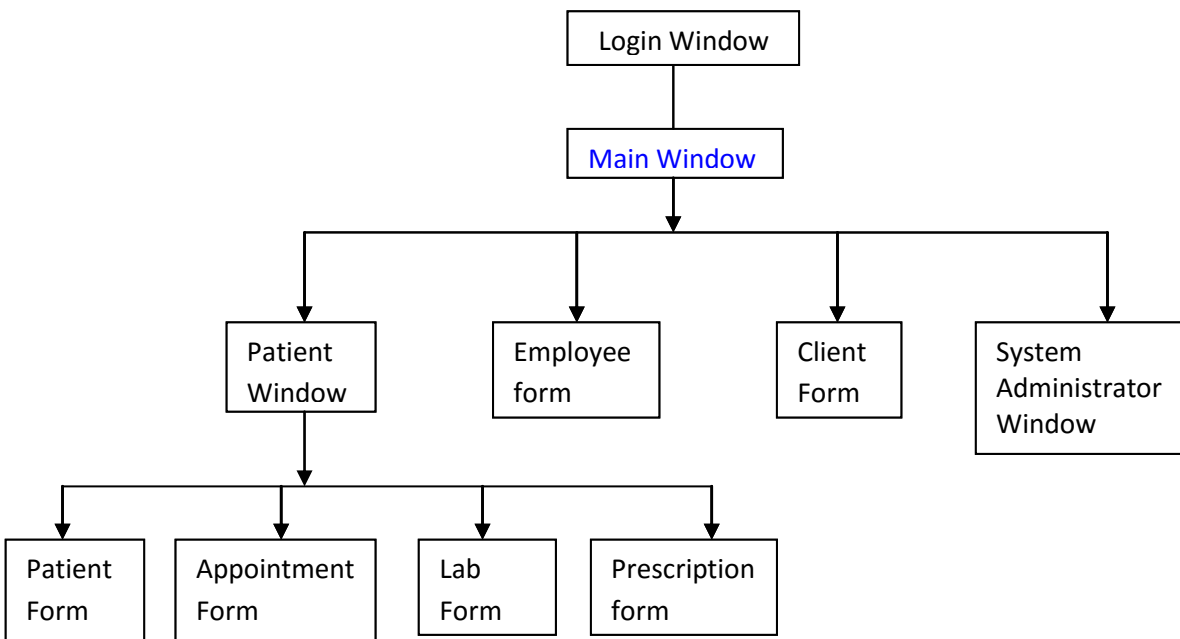 Login Window
Main Window
Patient
Window
Employee
form
Client
Form
System
Administrator
Window
Patient
Form
Appointment
Form
Lab
Form
Prescription
form